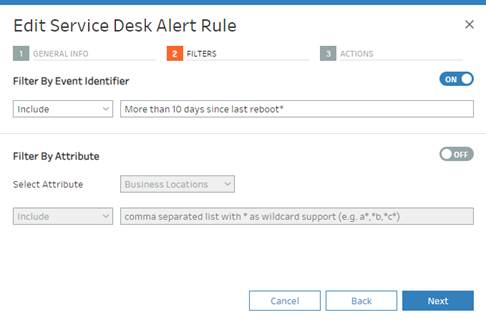 Edit Service Desk Alert Rule
1 GENERAL INFO
2 FILTERS
3 ACTIONS
Filter By Event Identifier
ON
Include
More than 10 days since last reboot*
Filter By Attribute
OFF
Select Attribute
Business Locations
Include
comma separated list with * as wildcard support (e.g. a*,*b,*c*)
Cancel
Back
Next